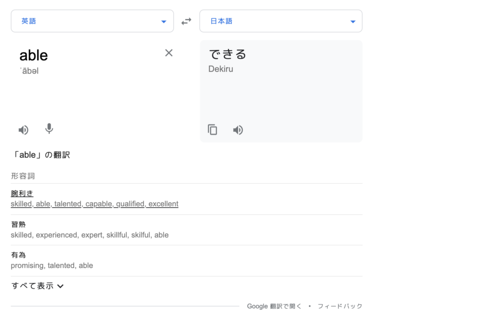 英語
日本語
able
できる
ˈābəl
Dekiru
「able」の翻訳
形容詞
腕利き
skilled, able, talented, capable, qualified, excellent
習熟
skilled, experienced, expert, skillful, skilful, able
有為
promising, talented, able
すべて表示
Google 翻訳で開く • フィードバック